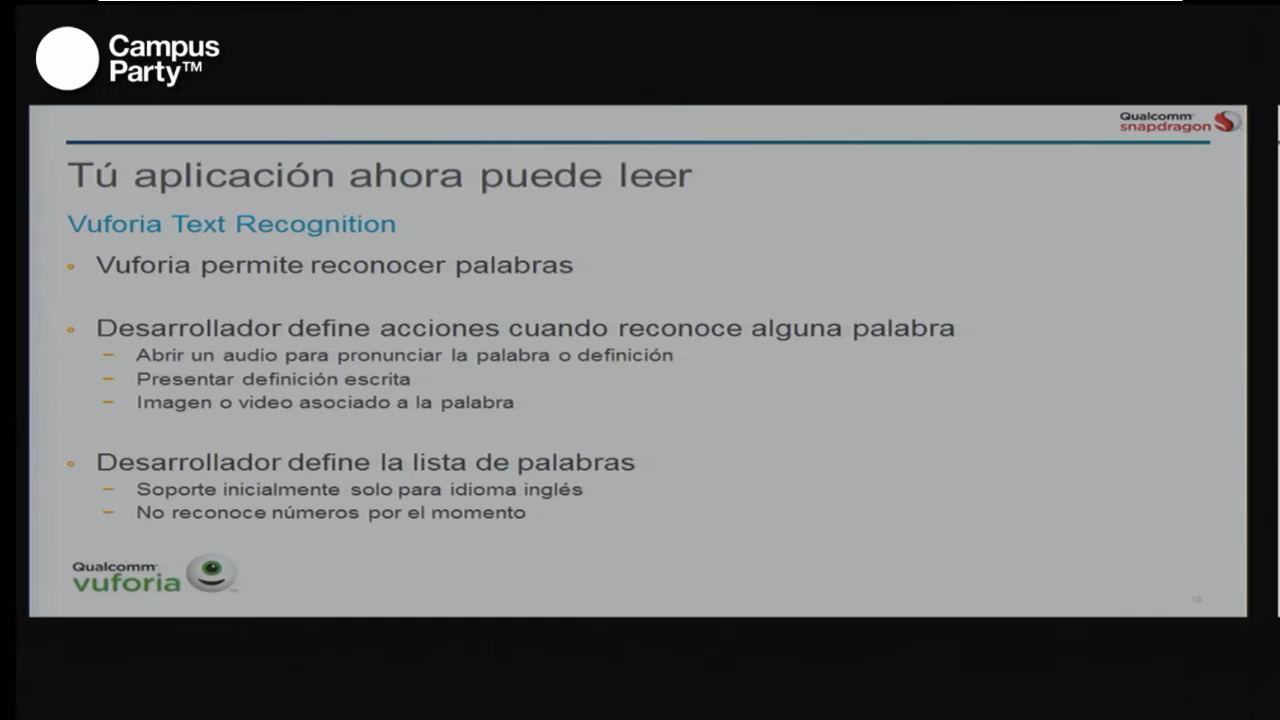 Campus
Party™
Qualcomm
snapdragon
Tú aplicación ahora puede leer
Vuforia Text Recognition
Vuforia permite reconocer palabras
Desarrollador define acciones cuando reconoce alguna palabra
Abrir un audio para pronunciar la palabra o definición
Presentar definición escrita
Imagen o video asociado a la palabra
Desarrollador define la lista de palabras
Soporte inicialmente solo para idioma inglés
No reconoce números por el momento
Qualcomm
vuforia
19